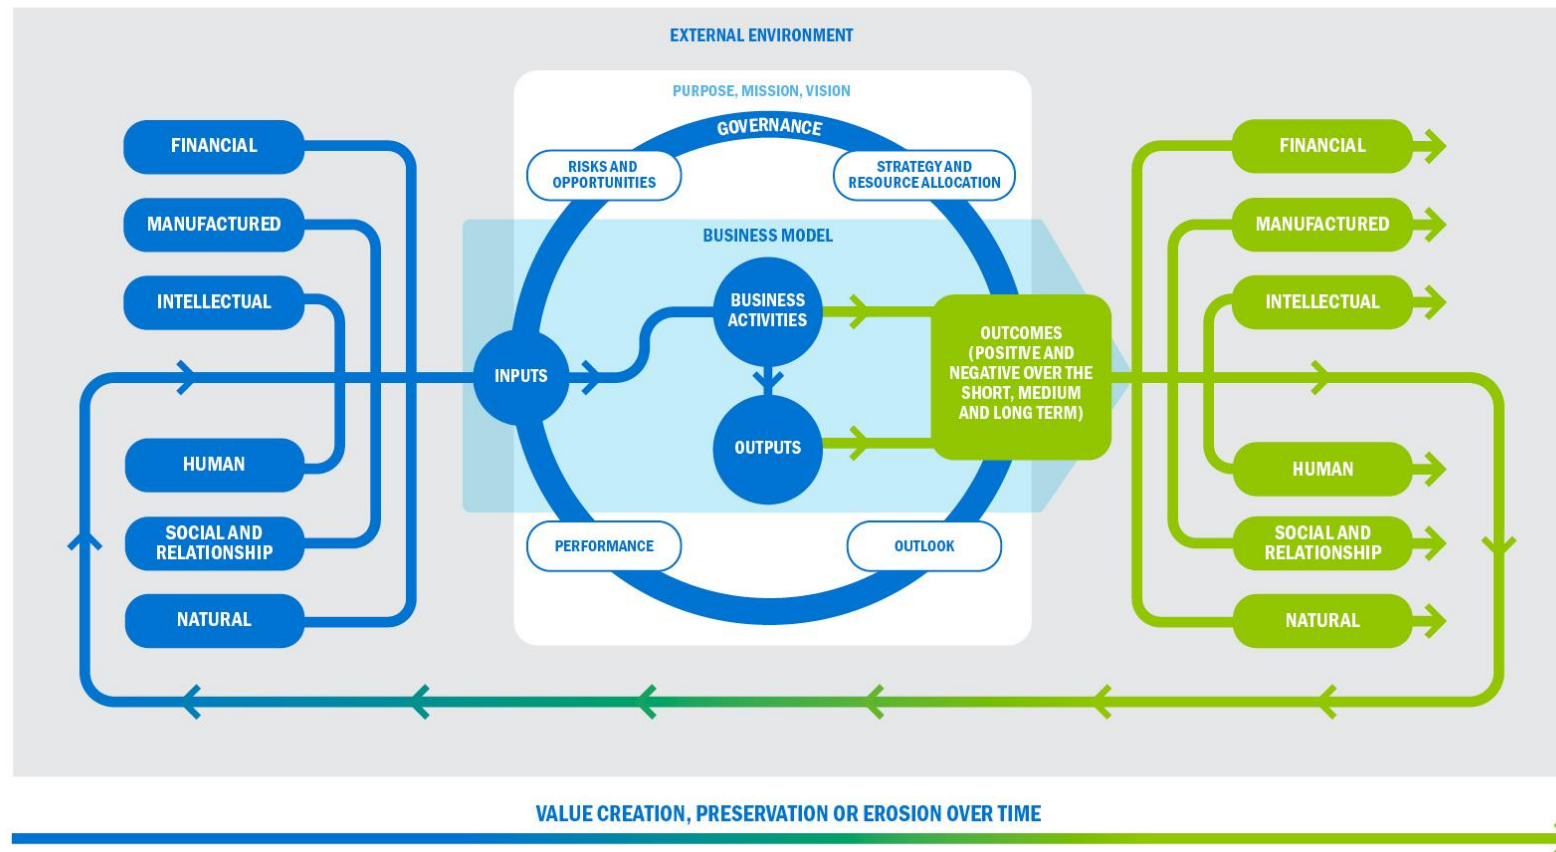 EXTERNAL ENVIRONMENT
PURPOSE, MISSION, VISION
GOVERNANCE
RISKS AND
OPPORTUNITIES
STRATEGY AND
RESOURCE ALLOCATION
FINANCIAL
MANUFACTURED
INTELLECTUAL
HUMAN
SOCIAL AND
RELATIONSHIP
NATURAL
BUSINESS MODEL
INPUTS
BUSINESS
ACTIVITIES
OUTPUTS
OUTCOMES
(POSITIVE AND
NEGATIVE OVER THE
SHORT, MEDIUM
AND LONG TERM)
PERFORMANCE
OUTLOOK
FINANCIAL
MANUFACTURED
INTELLECTUAL
HUMAN
SOCIAL AND
RELATIONSHIP
NATURAL
VALUE CREATION, PRESERVATION OR EROSION OVER TIME